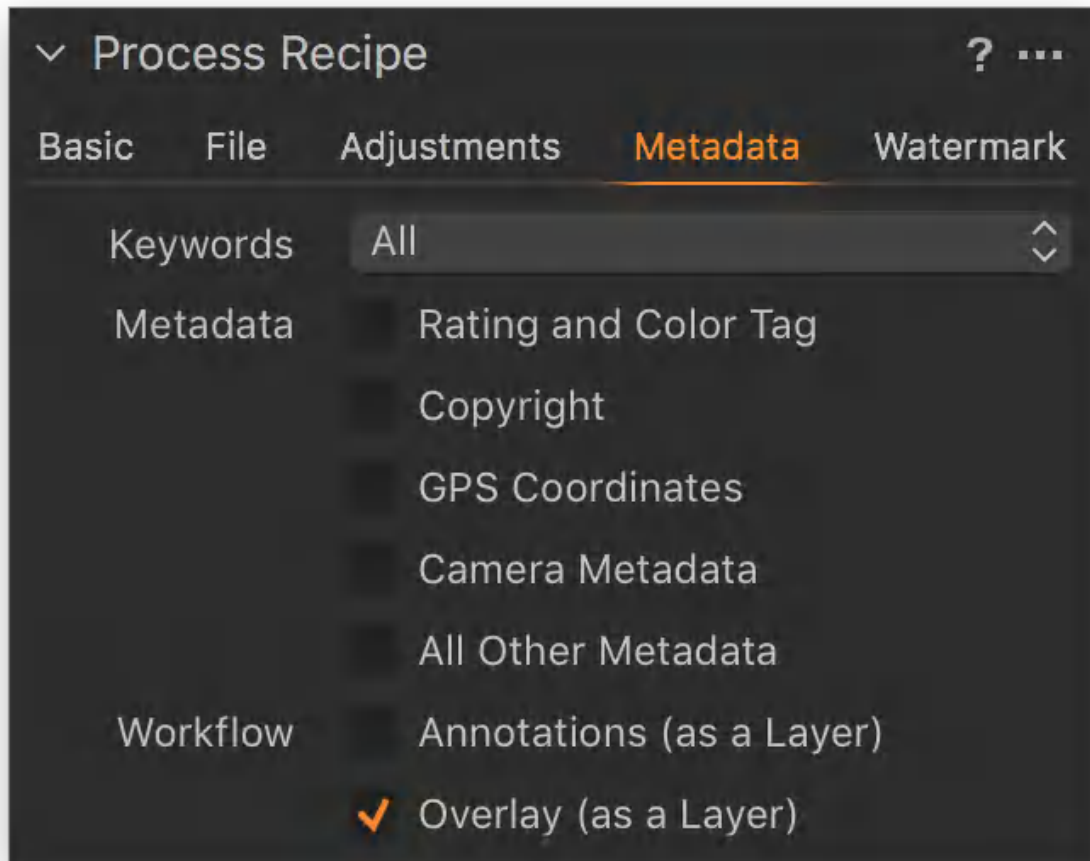 Process Recipe ? ...
Basic File Adjustments Metadata Watermark
Keywords All
Metadata Rating and Color Tag
Copyright
GPS Coordinates
Camera Metadata
All Other Metadata
Workflow Annotations (as a Layer)
Overlay (as a Layer)